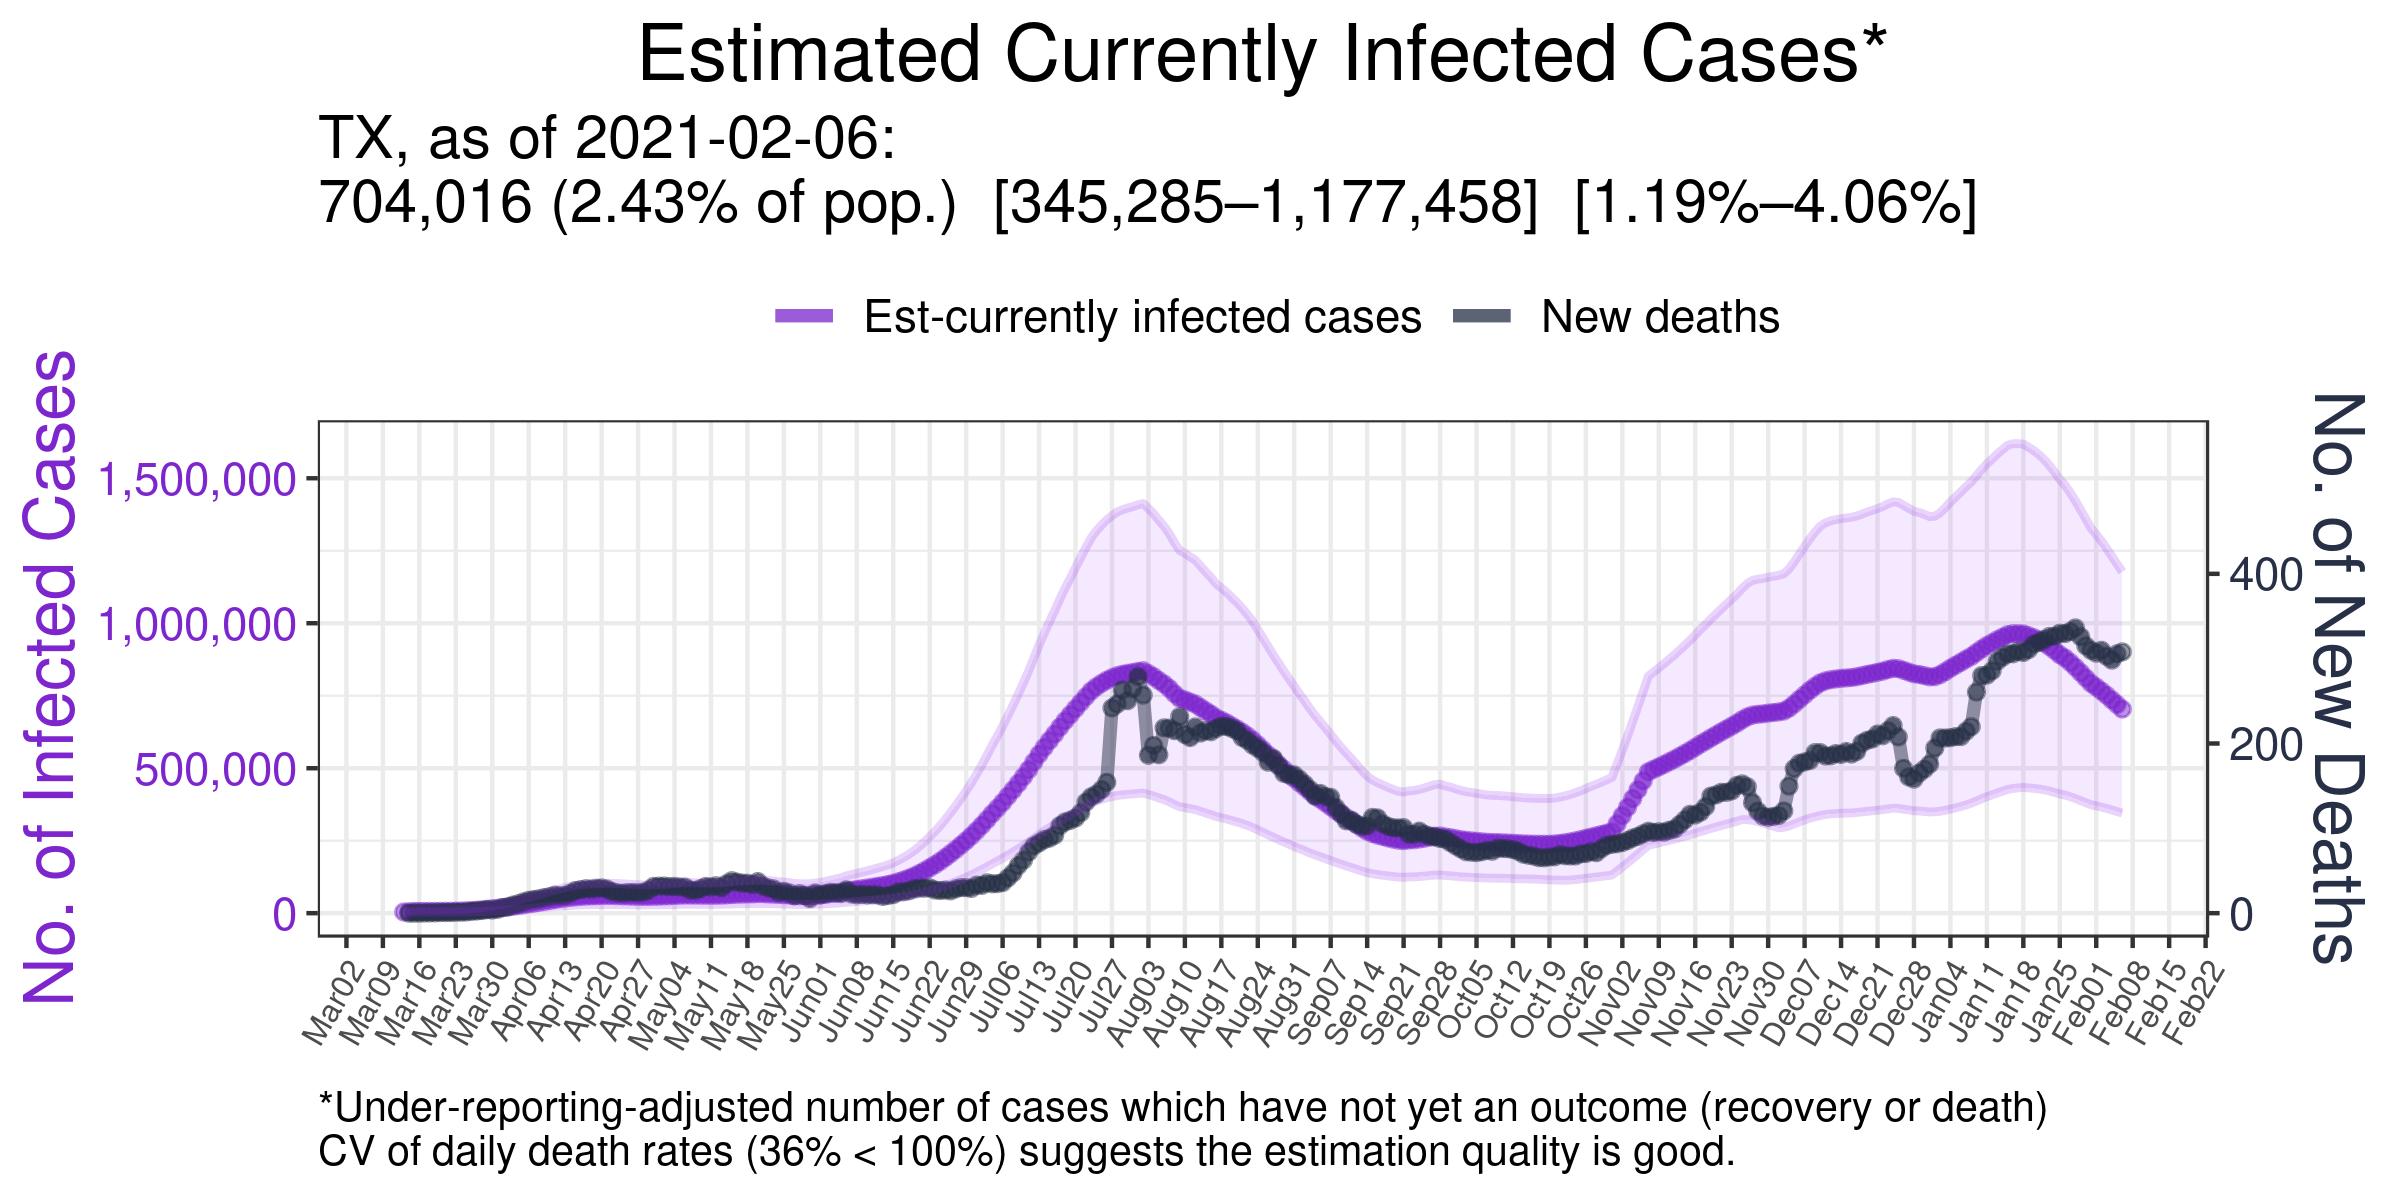 Estimated Currently Infected Cases*
TX, as of 2021-02-06:
704,016 (2.43% of pop.) [345,285–1,177,458] [1.19%–4.06%]
Est-currently infected cases New deaths
No. of Infected Cases
1,500,000
1,000,000
500,000
0
400
200
0
No. of New Deaths
Mar02 Mar09 Mar16 Mar23 Mar30 Apr06 Apr13 Apr20 Apr27 May04 May11 May18 May25 Jun01 Jun08 Jun15 Jun22 Jun29 Jul06 Jul13 Jul20 Jul27 Aug03 Aug10 Aug17 Aug24 Aug31 Sep07 Sep14 Sep21 Sep28 Oct05 Oct12 Oct19 Oct26 Nov02 Nov09 Nov16 Nov23 Nov30 Dec07 Dec14 Dec21 Dec28 Jan04 Jan11 Jan18 Jan25 Feb01 Feb08 Feb15 Feb22
*Under-reporting-adjusted number of cases which have not yet an outcome (recovery or death)
CV of daily death rates (36% < 100%) suggests the estimation quality is good.